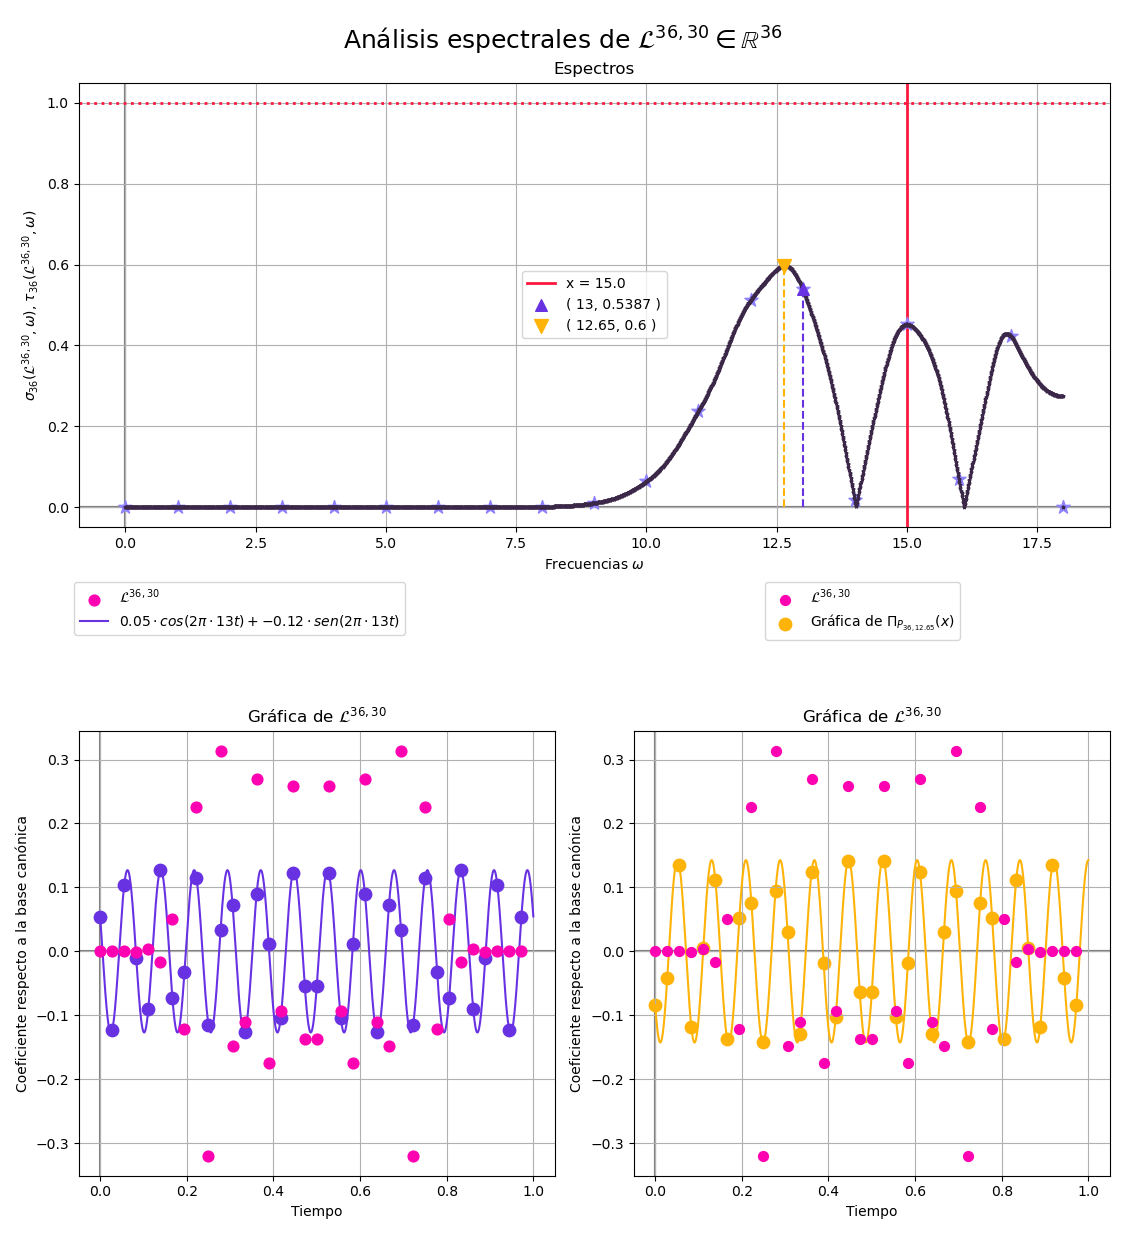 Análisis espectrales de $\mathcal{L}^{36,30} \in \mathbb{R}^{36}$
Espectros
$\sigma_{36}(\mathcal{L}^{36,30}, \omega)$, $\tau_{36}(\mathcal{L}^{36,30}, \omega)$
1.0
0.8
0.6
0.4
0.2
0.0
x = 15.0
( 13, 0.5387 )
( 12.65, 0.6 )
0.0 2.5 5.0 7.5 10.0 12.5 15.0 17.5
Frecuencias $\omega$
$\mathcal{L}^{36,30}$
$0.05 \cdot cos(2\pi \cdot 13t) + -0.12 \cdot sen(2\pi \cdot 13t)$
$\mathcal{L}^{36,30}$
Gráfica de $\Pi_{P_{36,12.65}}(x)$
Gráfica de $\mathcal{L}^{36,30}$
Coeficiente respecto a la base canónica
0.3
0.2
0.1
0.0
−0.1
−0.2
−0.3
0.0 0.2 0.4 0.6 0.8 1.0
Tiempo
Gráfica de $\mathcal{L}^{36,30}$
Coeficiente respecto a la base canónica
0.3
0.2
0.1
0.0
−0.1
−0.2
−0.3
0.0 0.2 0.4 0.6 0.8 1.0
Tiempo